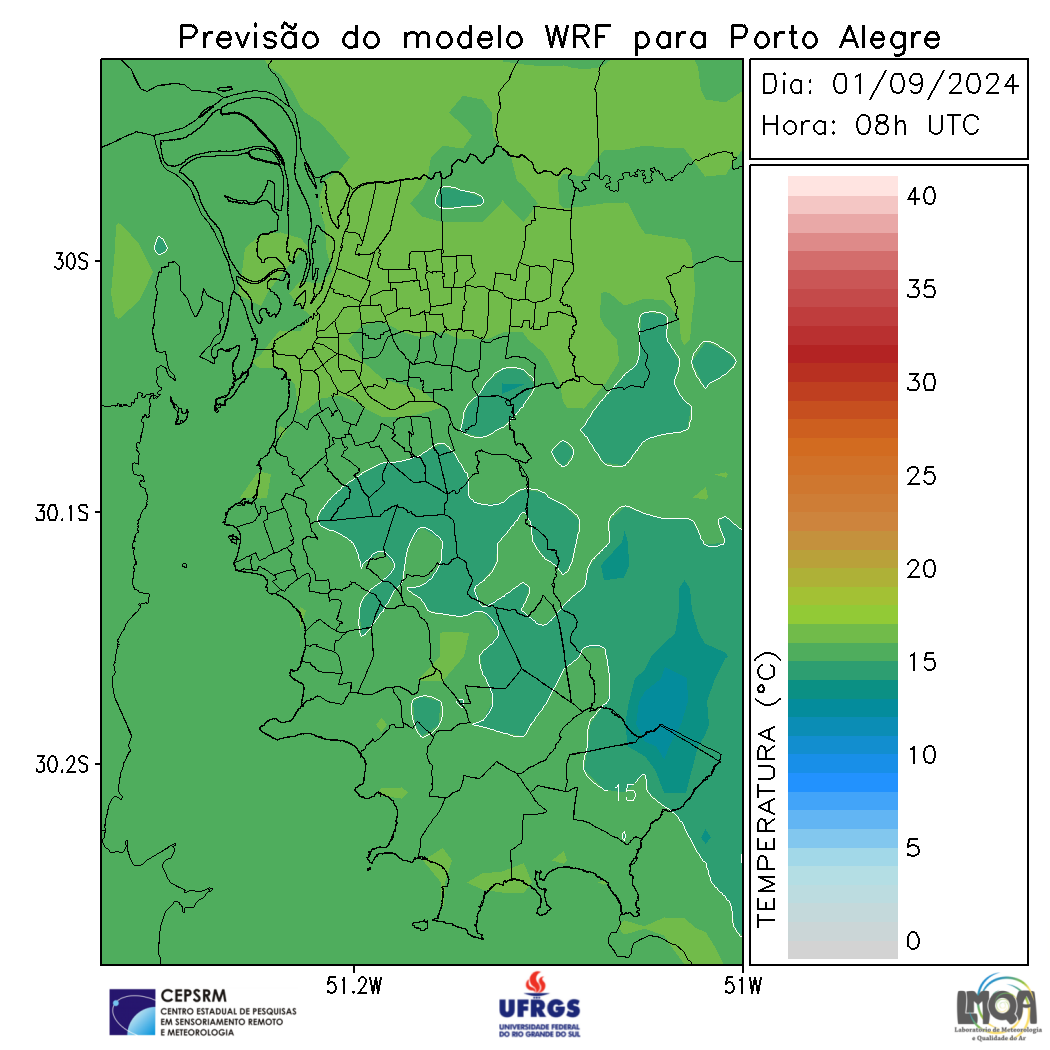 Previsão do modelo WRF para Porto Alegre
Dia: 01/09/2024
Hora: 08h UTC
30S
30.1S
30.2S
51.2W
51W
15
TEMPERATURA (°C)
40
35
30
25
20
15
10
5
0
CEPSRM
CENTRO ESTADUAL DE PESQUISAS
EM SENSORIAMENTO REMOTO
E METEOROLOGIA
UFRGS
UNIVERSIDADE FEDERAL
DO RIO GRANDE DO SUL
LMQA
Laboratório de Meteorologia
e Qualidade do Ar